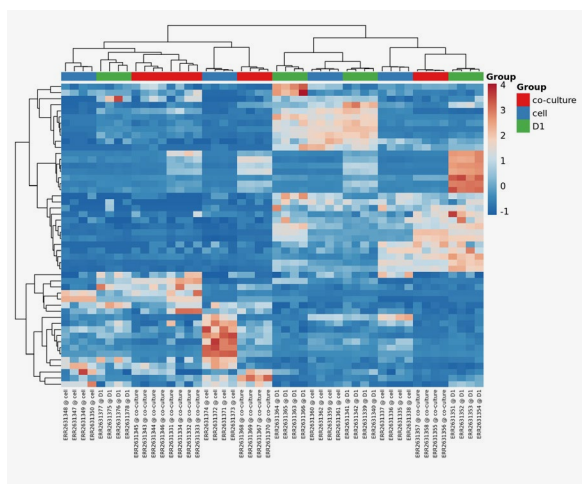 Group
Group
co-culture
cell
D1
4
3
2
1
0
-1
ERR2631348 @ cell
ERR2631347 @ cell
ERR2631349 @ cell
ERR2631350 @ cell
ERR2631377 @ D1
ERR2631375 @ D1
ERR2631376 @ D1
ERR2631378 @ D1
ERR2631345 @ co-culture
ERR2631343 @ co-culture
ERR2631344 @ co-culture
ERR2631346 @ co-culture
ERR2631331 @ co-culture
ERR2631334 @ co-culture
ERR2631332 @ co-culture
ERR2631333 @ co-culture
ERR2631374 @ cell
ERR2631372 @ cell
ERR2631371 @ cell
ERR2631373 @ cell
ERR2631368 @ co-culture
ERR2631369 @ co-culture
ERR2631367 @ co-culture
ERR2631370 @ co-culture
ERR2631364 @ D1
ERR2631365 @ D1
ERR2631363 @ D1
ERR2631366 @ D1
ERR2631360 @ cell
ERR2631362 @ cell
ERR2631359 @ cell
ERR2631361 @ cell
ERR2631341 @ D1
ERR2631342 @ D1
ERR2631339 @ D1
ERR2631340 @ D1
ERR2631337 @ cell
ERR2631336 @ cell
ERR2631335 @ cell
ERR2631338 @ cell
ERR2631357 @ co-culture
ERR2631358 @ co-culture
ERR2631355 @ co-culture
ERR2631356 @ co-culture
ERR2631351 @ D1
ERR2631352 @ D1
ERR2631353 @ D1
ERR2631354 @ D1